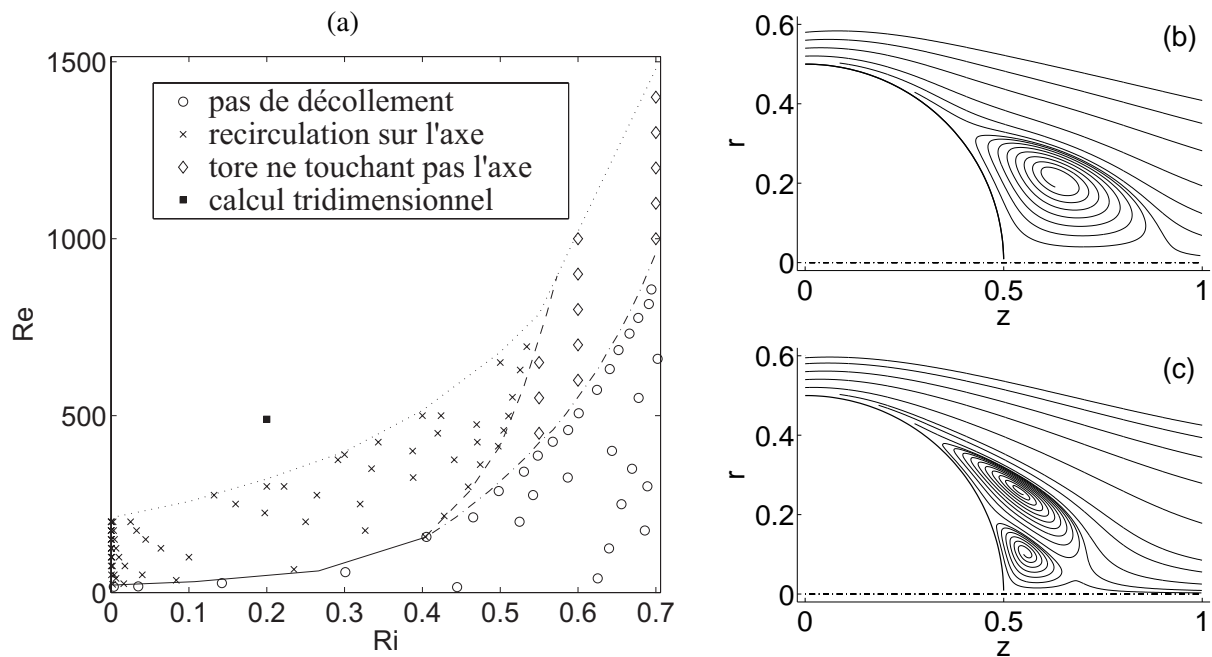 (a)
1500
1000
500
0
Re
pas de décollement
recirculation sur l'axe
tore ne touchant pas l'axe
calcul tridimensionnel
0 0.1 0.2 0.3 0.4 0.5 0.6 0.7
Ri
(b)
0.6
0.4
0.2
0
r
0 0.5 1
z
(c)
0.6
0.4
0.2
0
r
0 0.5 1
z